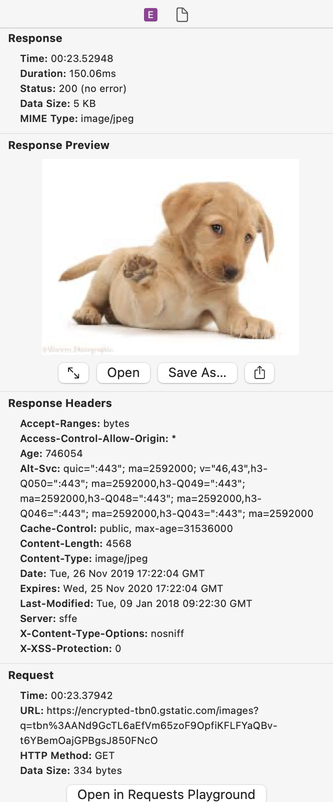 E
Response
Time: 00:23.52948
Duration: 150.06ms
Status: 200 (no error)
Data Size: 5 KB
MIME Type: image/jpeg
Response Preview
Open
Save As...
Response Headers
Accept-Ranges: bytes
Access-Control-Allow-Origin: *
Age: 746054
Alt-Svc: quic=":443"; ma=2592000; v="46,43",h3-
Q050=":443"; ma=2592000,h3-Q049=":443";
ma=2592000,h3-Q048=":443"; ma=2592000,h3-
Q046=":443"; ma=2592000,h3-Q043=":443"; ma=2592000
Cache-Control: public, max-age=31536000
Content-Length: 4568
Content-Type: image/jpeg
Date: Tue, 26 Nov 2019 17:22:04 GMT
Expires: Wed, 25 Nov 2020 17:22:04 GMT
Last-Modified: Tue, 09 Jan 2018 09:22:30 GMT
Server: sffe
X-Content-Type-Options: nosniff
X-XSS-Protection: 0
Request
Time: 00:23.37942
URL: https://encrypted-tbn0.gstatic.com/images?
q=tbn%3AANd9GcTL6aEfVm65zoF9OpfiKFLFYaQBv-
t6YBemOajGPBgsJ850FNcO
HTTP Method: GET
Data Size: 334 bytes
Open in Requests Playground